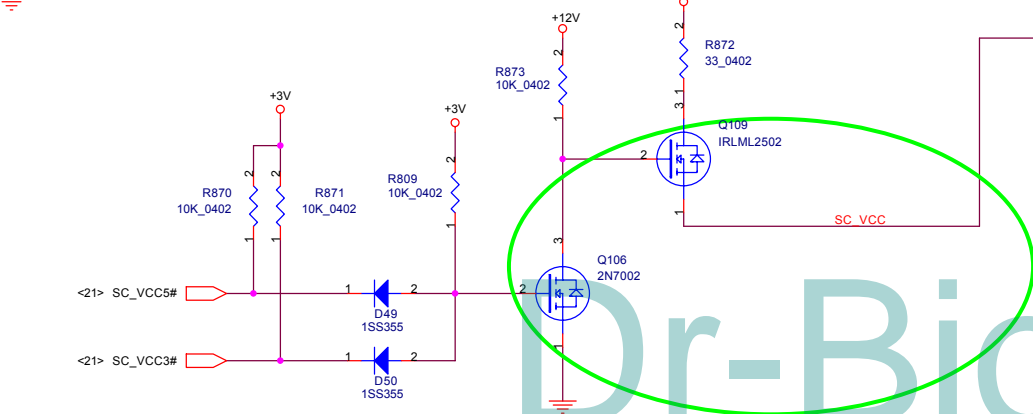 +12V
2
R872
33_0402
1
3
2
R873
10K_0402
1
+3V
+3V
Q109
IRLML2502
2
1
SC_VCC
2
2
R870
10K_0402
R871
10K_0402
1
1
2
R809
10K_0402
1
3
Q106
2N7002
2
1
<21> SC_VCC5#
1
2
D49
1SS355
<21> SC_VCC3#
1
2
D50
1SS355
Dr-Bio